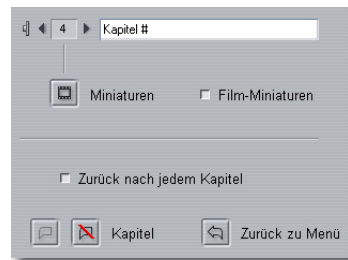 4 Kapitel #
Miniaturen Film-Miniaturen
Zurück nach jedem Kapitel
Kapitel Zurück zu Menü